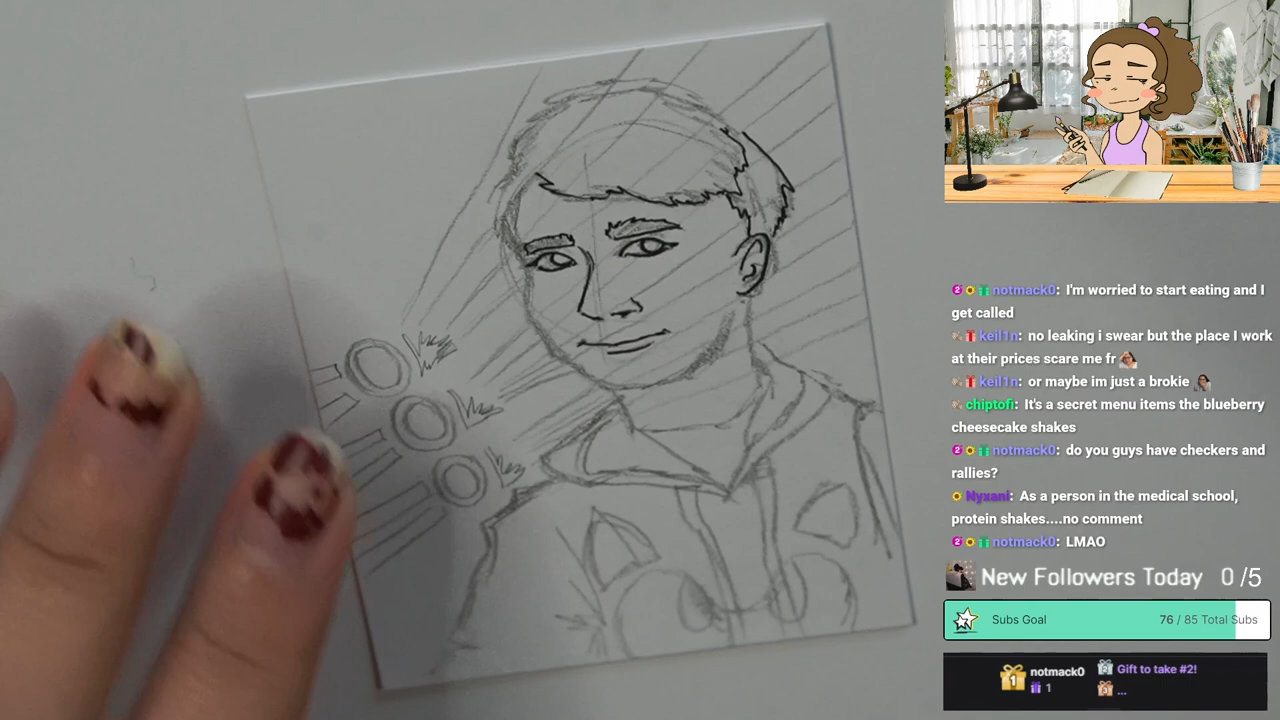 notmack0: I'm worried to start eating and I
get called
keil1n: no leaking i swear but the place I work
at their prices scare me fr
keil1n: or maybe im just a brokie
chiptofi: It's a secret menu items the blueberry
cheesecake shakes
notmack0: do you guys have checkers and
rallies?
Nyxani: As a person in the medical school,
protein shakes....no comment
notmack0: LMAO
New Followers Today 0 /5
Subs Goal 76 / 85 Total Subs
notmack0 Gift to take #2!
1 ...